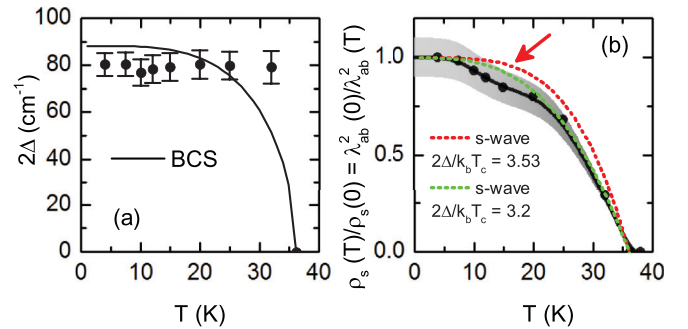 100
80
60
40
20
0
2Δ (cm⁻¹)
BCS
(a)
0 10 20 30 40
T (K)
ρₛ (T)/ρₛ(0) = λ²ₐb (0)/λ²ₐb (T)
1.0
0.5
0.0
(b)
s-wave
2Δ/k_bT_c = 3.53
s-wave
2Δ/k_bT_c = 3.2
0 10 20 30 40
T (K)